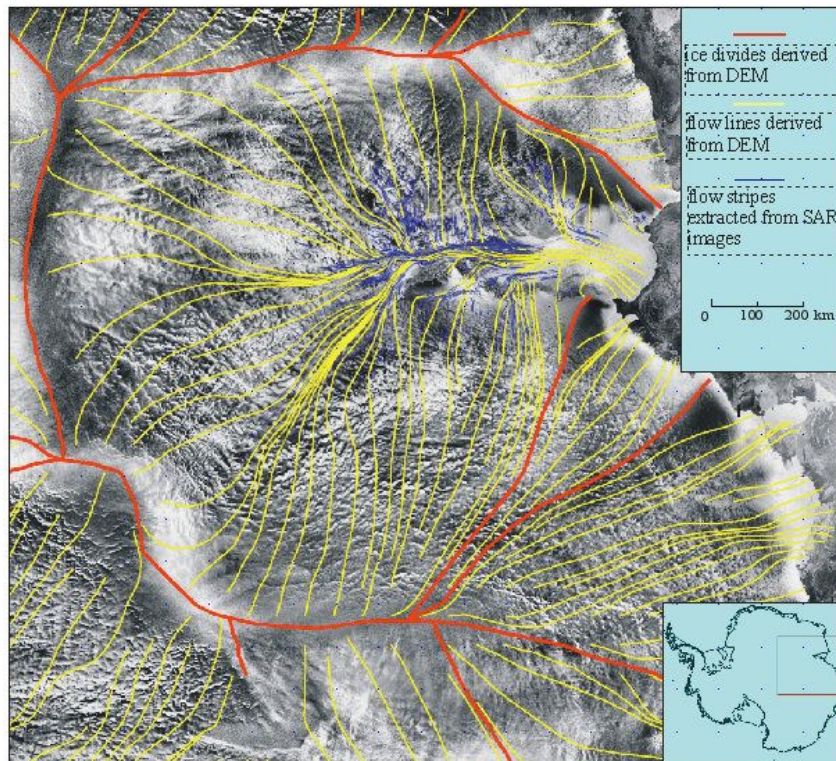 ice divides derived
from DEM
flow lines derived
from DEM
flow stripes
extracted from SAR
images
0 100 200 km